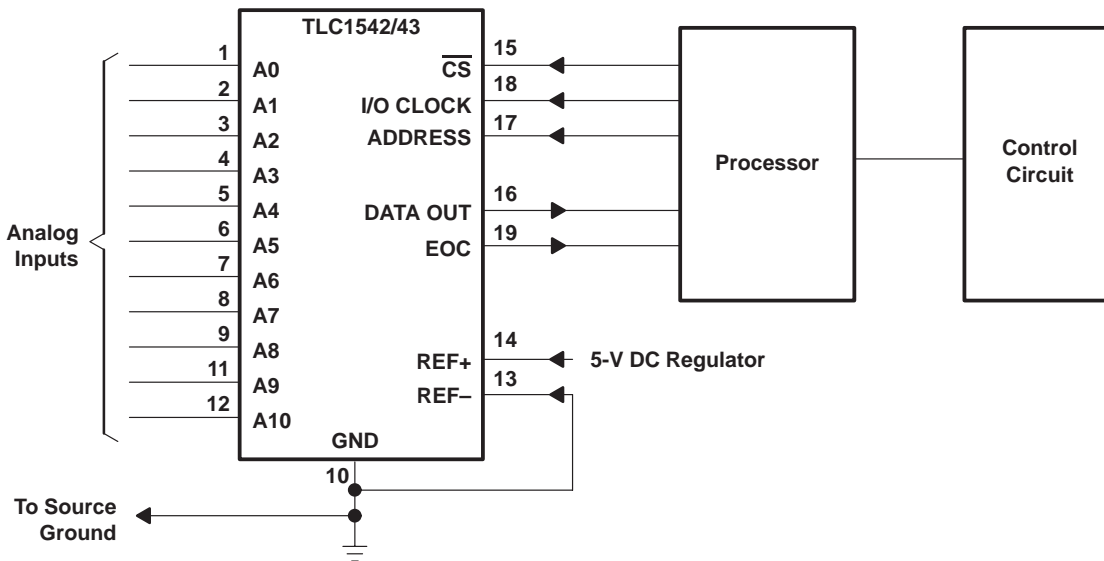 TLC1542/43
Analog
Inputs
1
A0
2
A1
3
A2
4
A3
5
A4
6
A5
7
A6
8
A7
9
A8
11
A9
12
A10
15
CS
18
I/O CLOCK
17
ADDRESS
16
DATA OUT
19
EOC
14
REF+
5-V DC Regulator
13
REF–
GND
10
To Source
Ground
Processor
Control
Circuit